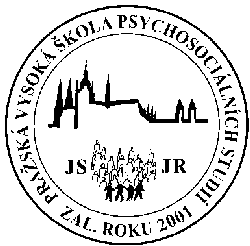 PRAŽSKÁ VYSOKÁ ŠKOLA PSYCHOSOCIÁLNÍCH STUDIÍ
JS JR
ZAL. ROKU 2001